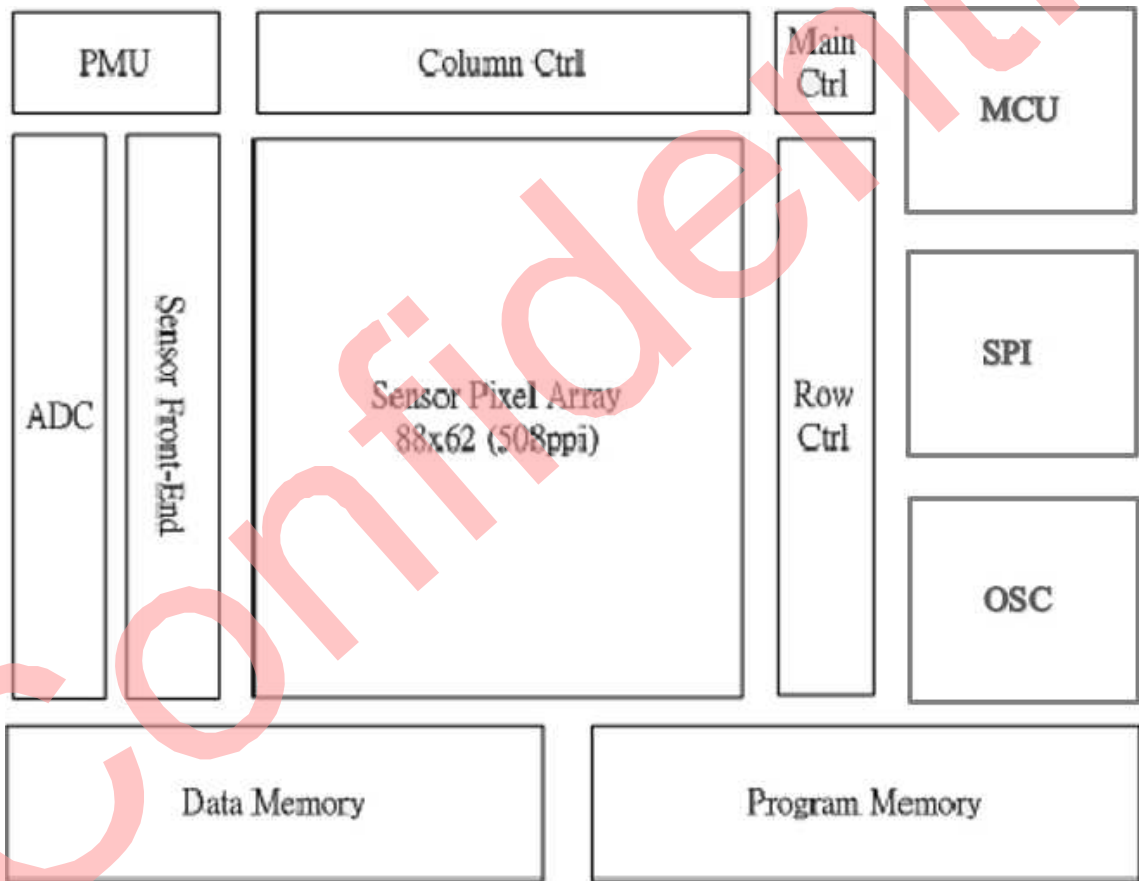 PMU
Column Ctrl
Main
Ctrl
MCU
ADC
Sensor Front-End
Sensor Pixel Array
88x62 (508ppi)
Row
Ctrl
SPI
OSC
Data Memory
Program Memory
Confidenti